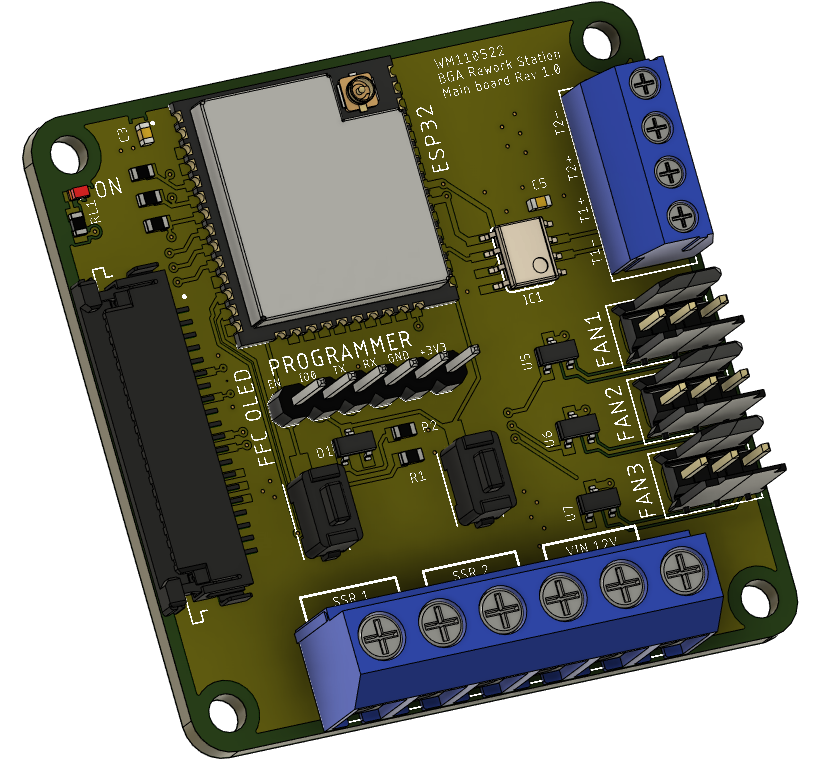 WM110522
BGA Rework Station
Main board Rev 1.0
C3
ESP32
T2-
T2+
T1+
T1-
ON
RL1
C5
IC1
PROGRAMMER
EN
IO0
TX
RX
GND
+3V3
FAN1
U5
FFC OLED
FAN2
P2
U6
R1
FAN3
U7
SSR 1
SSR 2
VIN 12V